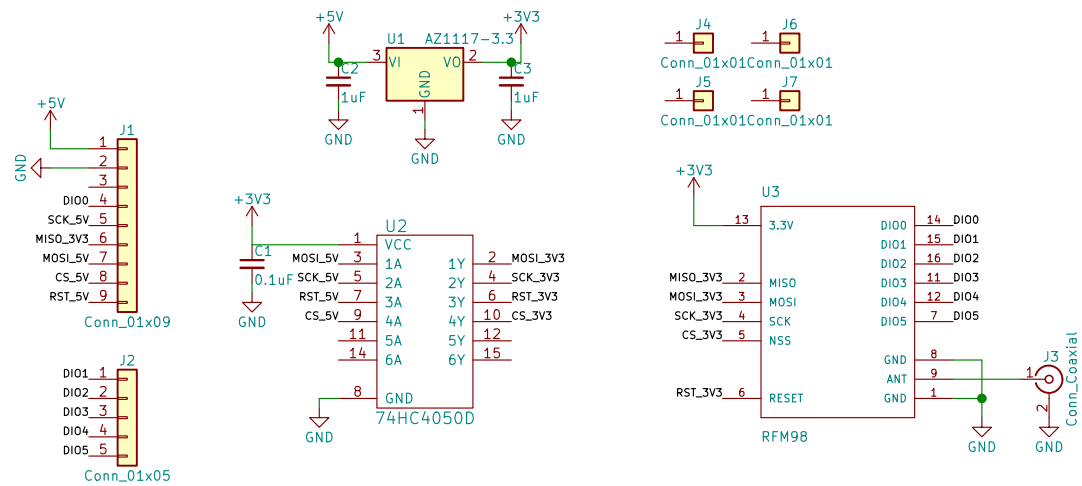 +5V
+3V3
U1
AZ1117-3.3
3
VI
VO
2
GND
1
C2
1uF
C3
1uF
GND
GND
GND
J4
1
Conn_01x01
J6
1
Conn_01x01
J5
1
Conn_01x01
J7
1
Conn_01x01
+5V
GND
J1
1
2
3
DIO0 4
SCK_5V 5
MISO_3V3 6
MOSI_5V 7
CS_5V 8
RST_5V 9
Conn_01x09
J2
DIO1 1
DIO2 2
DIO3 3
DIO4 4
DIO5 5
Conn_01x05
+3V3
C1
0.1uF
GND
U2
1 VCC
MOSI_5V 3 1A 1Y 2 MOSI_3V3
SCK_5V 5 2A 2Y 4 SCK_3V3
RST_5V 7 3A 3Y 6 RST_3V3
CS_5V 9 4A 4Y 10 CS_3V3
11 5A 5Y 12
14 6A 6Y 15
8 GND
74HC4050D
GND
+3V3
U3
13 3.3V DIO0 14 DIO0
DIO1 15 DIO1
DIO2 16 DIO2
MISO_3V3 2 MISO DIO3 11 DIO3
MOSI_3V3 3 MOSI DIO4 12 DIO4
SCK_3V3 4 SCK DIO5 7 DIO5
CS_3V3 5 NSS
GND 8
ANT 9
RST_3V3 6 RESET GND 1
RFM98
GND
J3
1
2
Conn_Coaxial
GND